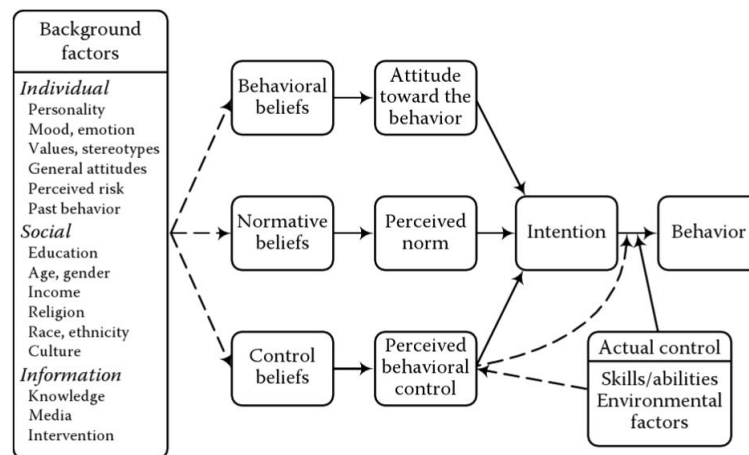 Background
factors
Individual
Personality
Mood, emotion
Values, stereotypes
General attitudes
Perceived risk
Past behavior
Social
Education
Age, gender
Income
Religion
Race, ethnicity
Culture
Information
Knowledge
Media
Intervention
Behavioral
beliefs
Attitude
toward the
behavior
Normative
beliefs
Perceived
norm
Intention
Behavior
Control
beliefs
Perceived
behavioral
control
Actual control
Skills/abilities
Environmental
factors